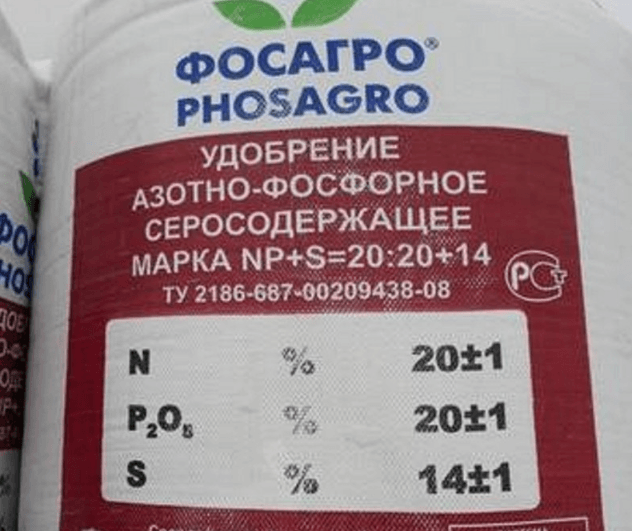 ФОСАГРО®
PHOSAGRO
УДОБРЕНИЕ
АЗОТНО-ФОСФОРНОЕ
СЕРОСОДЕРЖАЩЕЕ
МАРКА NP+S=20:20+14
ТУ 2186-687-00209438-08
РСТ
N % 20±1
P₂O₅ % 20±1
S % 14±1